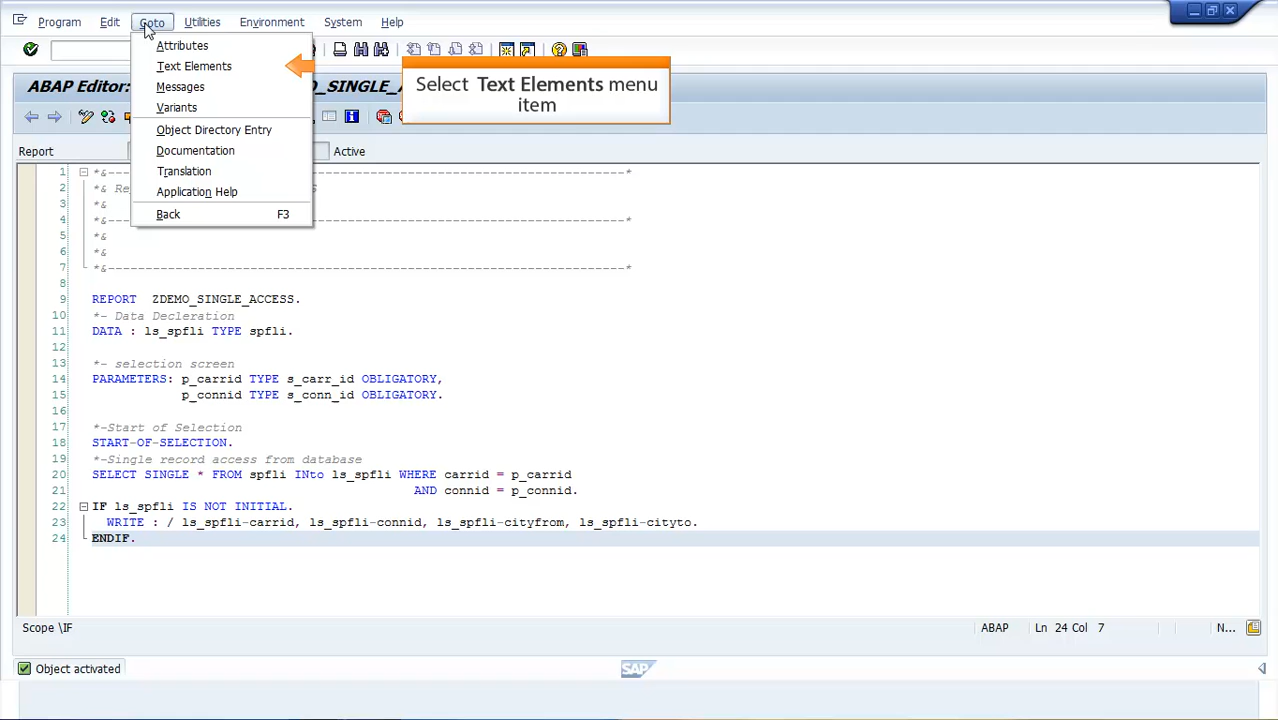 Program Edit Goto Utilities Environment System Help
Attributes
Text Elements
Messages
Variants
Object Directory Entry
Documentation
Translation
Application Help
Back F3
Select Text Elements menu
item
ABAP Editor:
_SINGLE_A
Report Active
1 *&---------------------------------------------------------------------*
2 *& Re S
3 *&
4 *&---------------------------------------------------------------------*
5 *&
6 *&
7 *&---------------------------------------------------------------------*
8
9 REPORT ZDEMO_SINGLE_ACCESS.
10 *- Data Decleration
11 DATA : ls_spfli TYPE spfli.
12
13 *- selection screen
14 PARAMETERS: p_carrid TYPE s_carr_id OBLIGATORY,
15 p_connid TYPE s_conn_id OBLIGATORY.
16
17 *-Start of Selection
18 START-OF-SELECTION.
19 *-Single record access from database
20 SELECT SINGLE * FROM spfli INto ls_spfli WHERE carrid = p_carrid
21 AND connid = p_connid.
22 IF ls_spfli IS NOT INITIAL.
23 WRITE : / ls_spfli-carrid, ls_spfli-connid, ls_spfli-cityfrom, ls_spfli-cityto.
24 ENDIF.
Scope \IF ABAP Ln 24 Col 7 N...
Object activated SAP